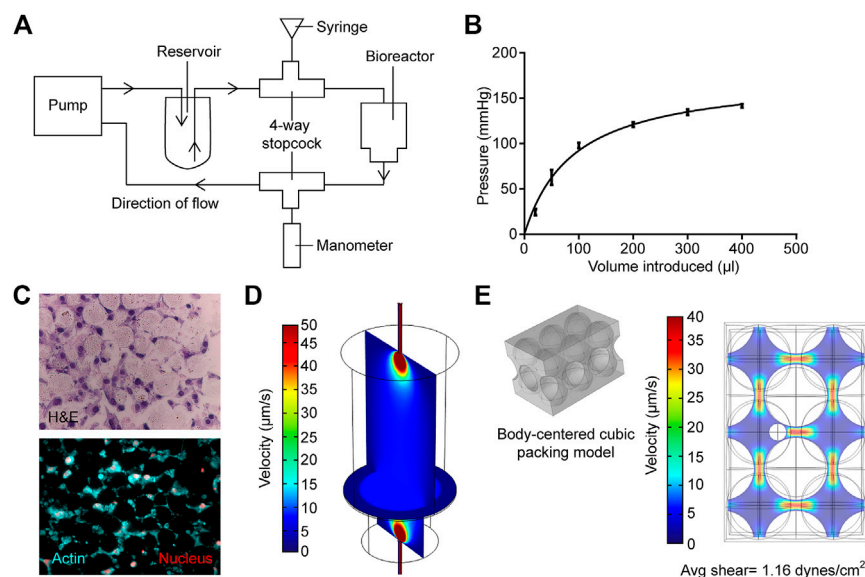 A
Syringe
Reservoir
Bioreactor
Pump
4-way
stopcock
Direction of flow
Manometer
B
Pressure (mmHg)
200
150
100
50
0
0 100 200 300 400 500
Volume introduced (µl)
C
H&E
Actin Nucleus
D
Velocity (µm/s)
50
45
40
35
30
25
20
15
10
5
0
E
Body-centered cubic
packing model
Velocity (µm/s)
40
35
30
25
20
15
10
5
0
Avg shear= 1.16 dynes/cm²